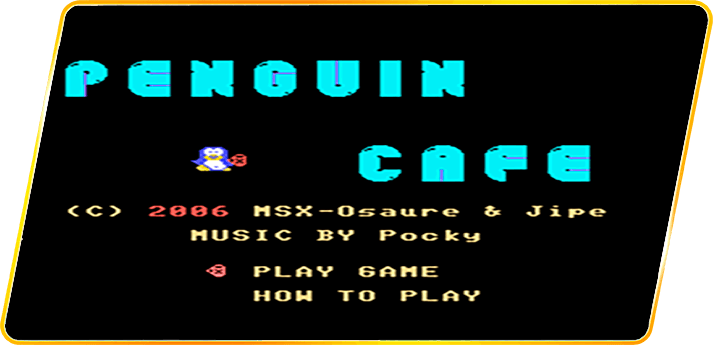 PENGUIN
CAFE
(C) 2006 MSX-Osaure & Jipe
MUSIC BY Pocky
PLAY GAME
HOW TO PLAY